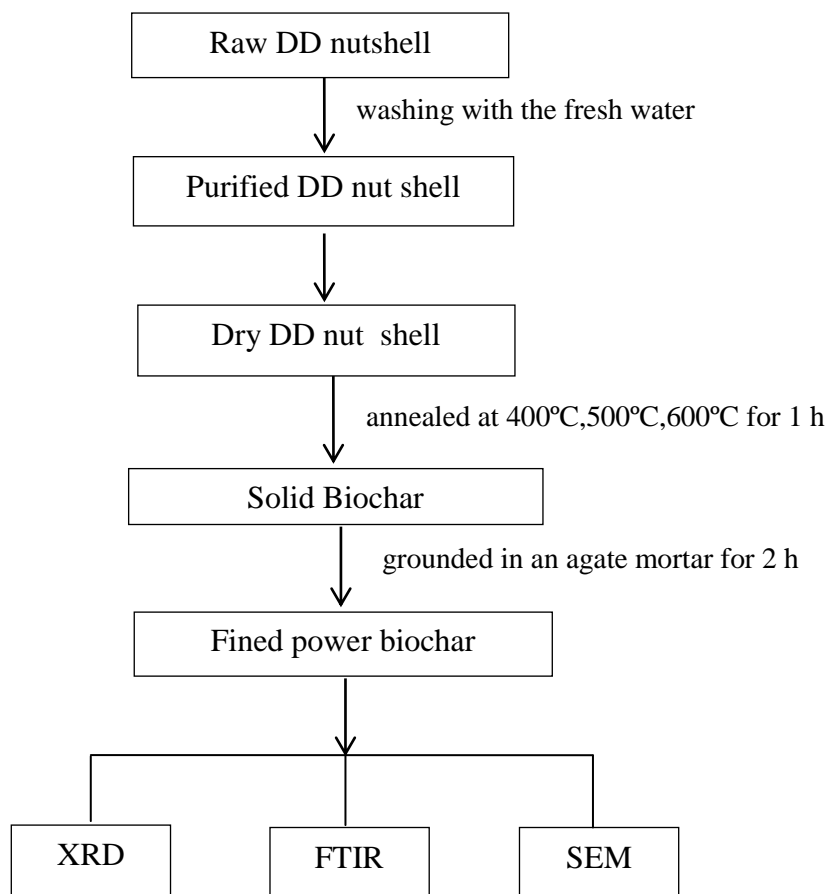 Raw DD nutshell
washing with the fresh water
Purified DD nut shell
Dry DD nut shell
annealed at 400ºC,500ºC,600ºC for 1 h
Solid Biochar
grounded in an agate mortar for 2 h
Fined power biochar
XRD
FTIR
SEM